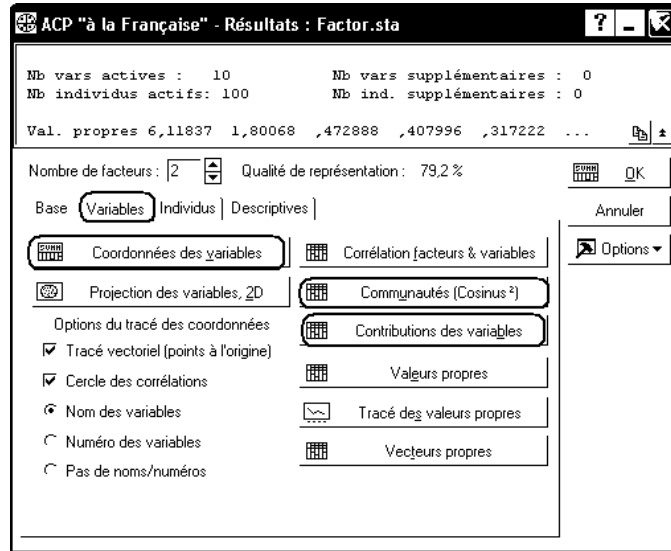 ACP "à la Française" - Résultats : Factor.sta
Nb vars actives : 10 Nb vars supplémentaires : 0
Nb individus actifs: 100 Nb ind. supplémentaires : 0
Val. propres 6,11837 1,80068 ,472888 ,407996 ,317222 ...
Nombre de facteurs : 2 Qualité de représentation : 79,2 %
OK
Base Variables Individus Descriptives
Annuler
Coordonnées des variables
Corrélation facteurs & variables
Options
Projection des variables, 2D
Communautés (Cosinus ²)
Options du tracé des coordonnées
Contributions des variables
Tracé vectoriel (points à l'origine)
Cercle des corrélations
Valeurs propres
Nom des variables
Tracé des valeurs propres
Numéro des variables
Vecteurs propres
Pas de noms/numéros